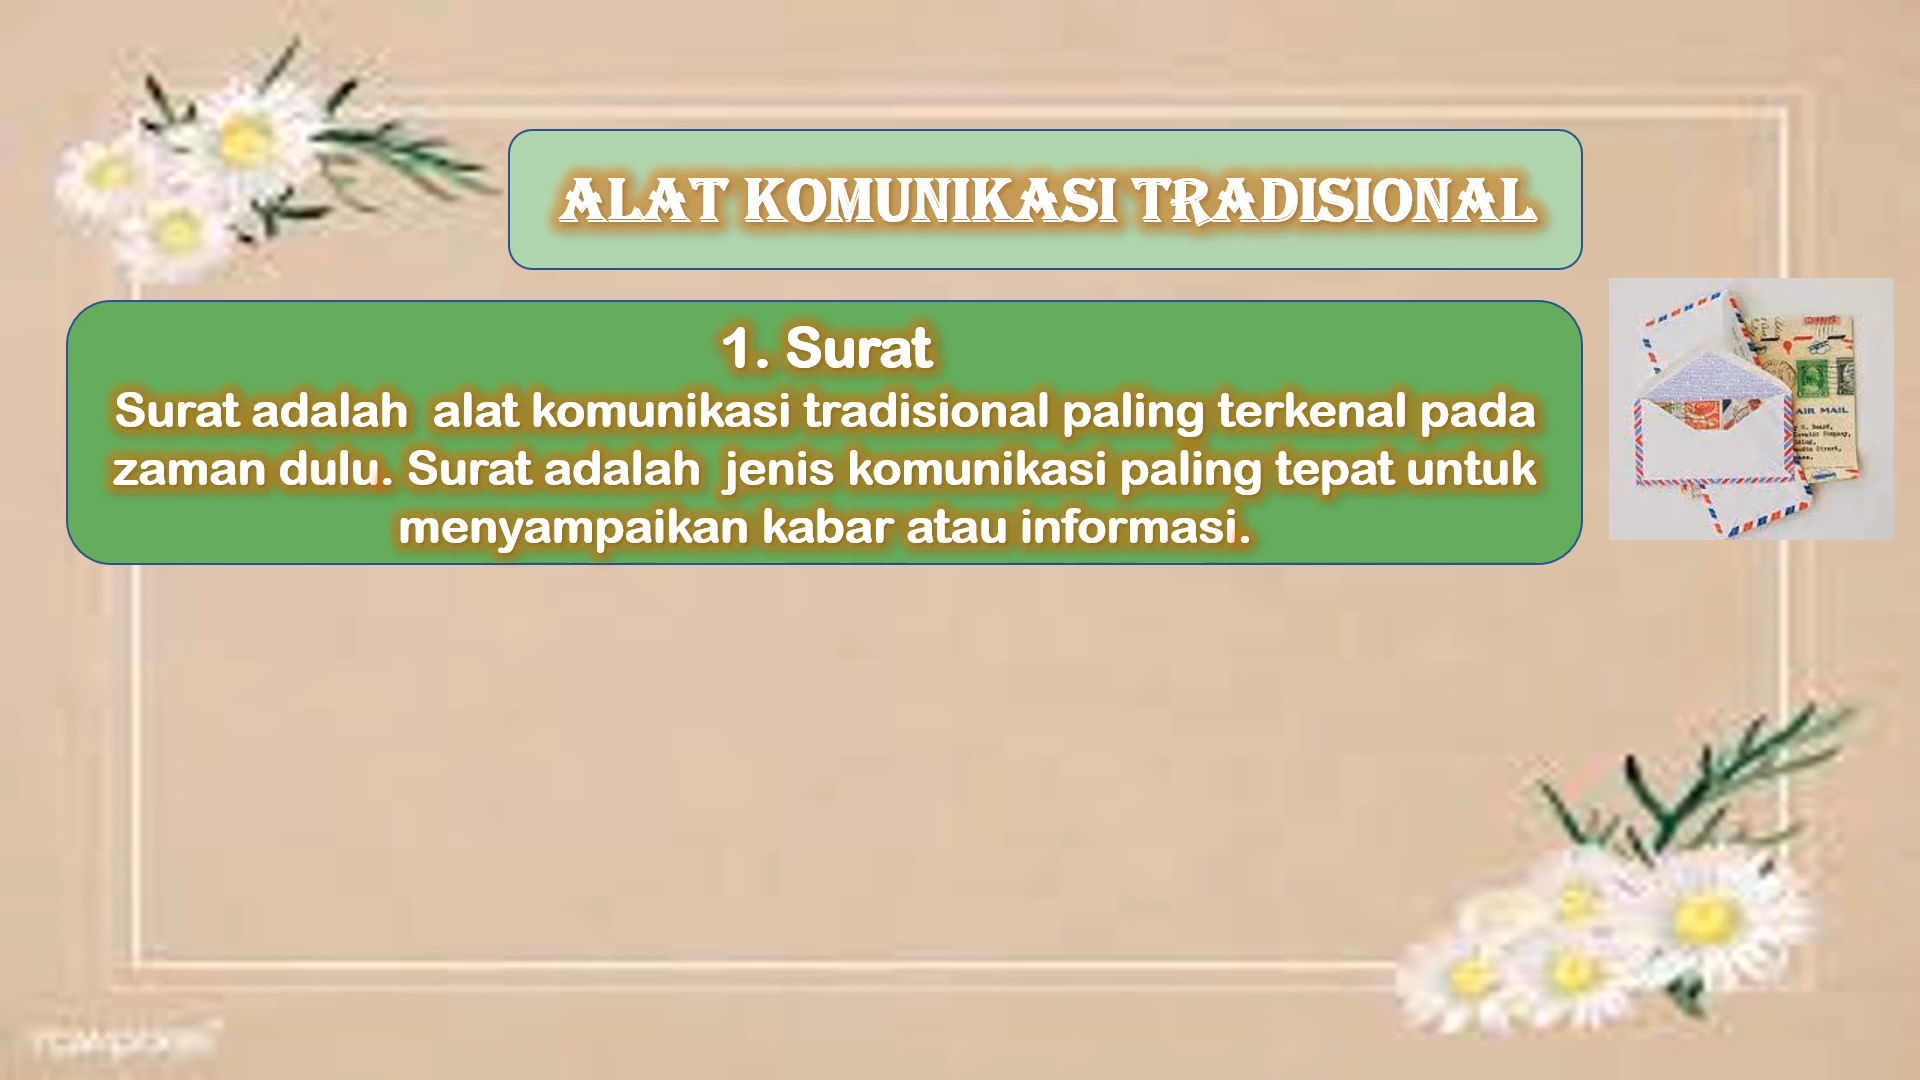 ALAT KOMUNIKASI TRADISIONAL
1. Surat
Surat adalah  alat komunikasi tradisional paling terkenal pada
zaman dulu. Surat adalah  jenis komunikasi paling tepat untuk
menyampaikan kabar atau informasi.
AIR MAIL
rawpixel